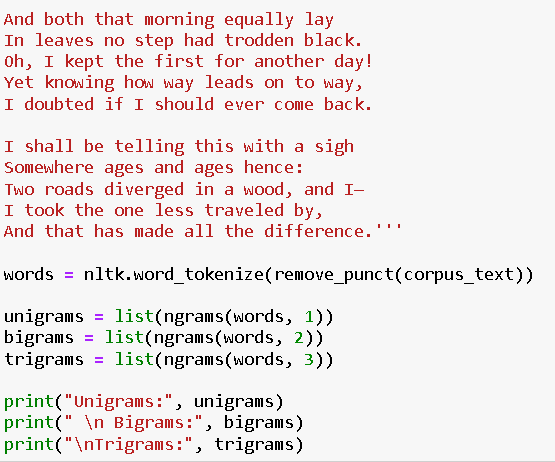 And both that morning equally lay
In leaves no step had trodden black.
Oh, I kept the first for another day!
Yet knowing how way leads on to way,
I doubted if I should ever come back.

I shall be telling this with a sigh
Somewhere ages and ages hence:
Two roads diverged in a wood, and I—
I took the one less traveled by,
And that has made all the difference.'''

words = nltk.word_tokenize(remove_punct(corpus_text))

unigrams = list(ngrams(words, 1))
bigrams = list(ngrams(words, 2))
trigrams = list(ngrams(words, 3))

print("Unigrams:", unigrams)
print(" \n Bigrams:", bigrams)
print("\nTrigrams:", trigrams)